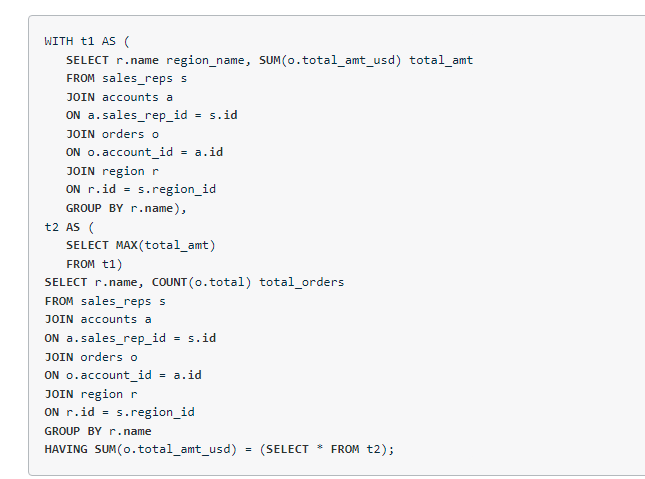 WITH t1 AS (
   SELECT r.name region_name, SUM(o.total_amt_usd) total_amt
   FROM sales_reps s
   JOIN accounts a
   ON a.sales_rep_id = s.id
   JOIN orders o
   ON o.account_id = a.id
   JOIN region r
   ON r.id = s.region_id
   GROUP BY r.name),
t2 AS (
   SELECT MAX(total_amt)
   FROM t1)
SELECT r.name, COUNT(o.total) total_orders
FROM sales_reps s
JOIN accounts a
ON a.sales_rep_id = s.id
JOIN orders o
ON o.account_id = a.id
JOIN region r
ON r.id = s.region_id
GROUP BY r.name
HAVING SUM(o.total_amt_usd) = (SELECT * FROM t2);